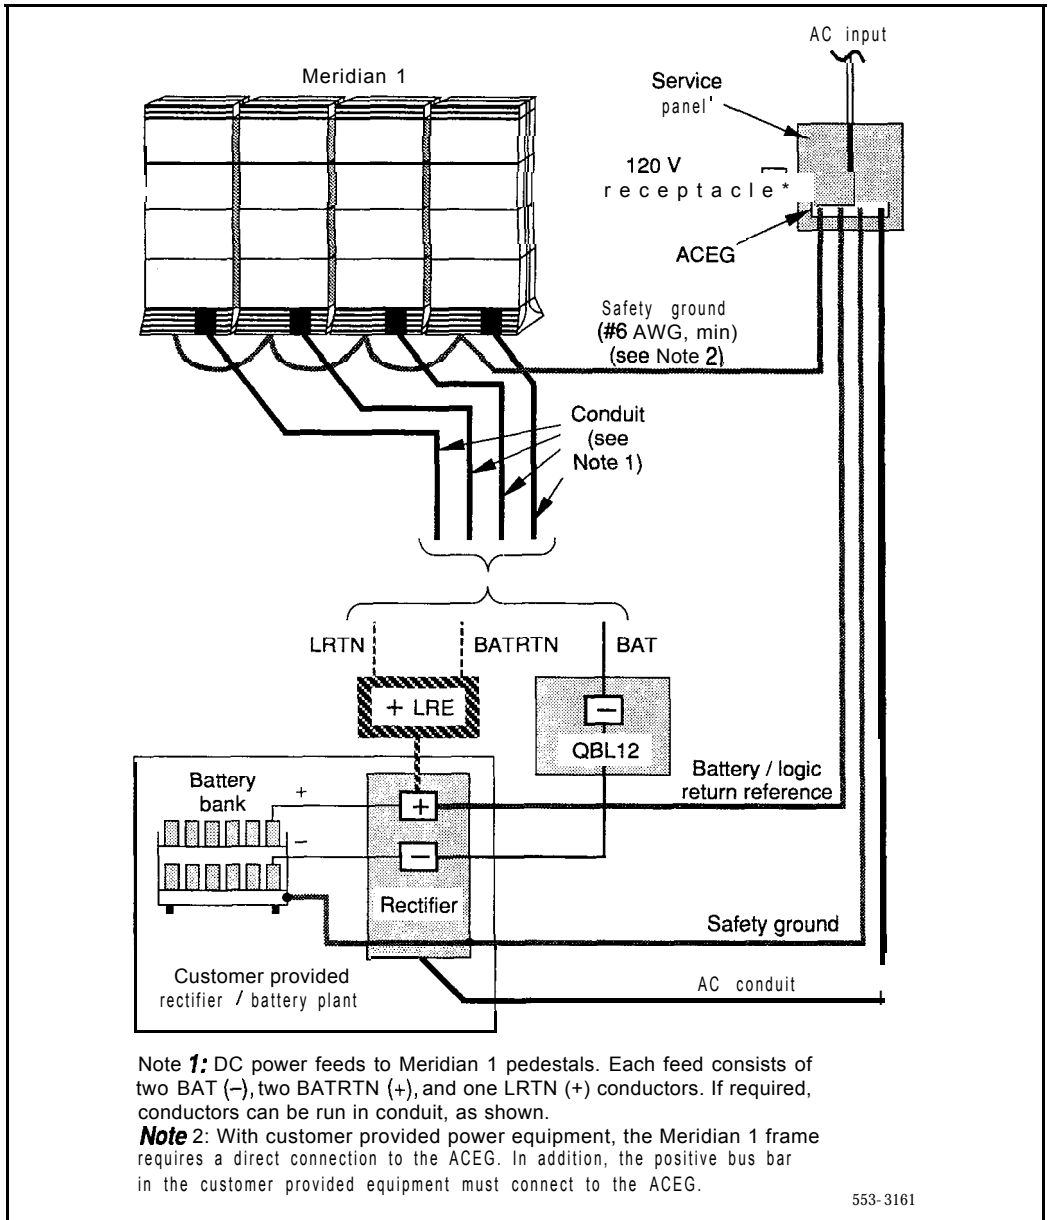 AC input
Meridian 1
Service
panel'
120 V
receptacle*
ACEG
Safety ground
(#6 AWG, min)
(see Note 2)
Conduit
(see
Note 1)
LRTN
BATRTN
BAT
+ LRE
−
QBL12
Battery
bank
+
−
+
−
Rectifier
Battery / logic
return reference
Safety ground
AC conduit
Customer provided
rectifier / battery plant
Note 1: DC power feeds to Meridian 1 pedestals. Each feed consists of
two BAT (–), two BATRTN (+), and one LRTN (+) conductors. If required,
conductors can be run in conduit, as shown.
Note 2: With customer provided power equipment, the Meridian 1 frame
requires a direct connection to the ACEG. In addition, the positive bus bar
in the customer provided equipment must connect to the ACEG.
553-3161